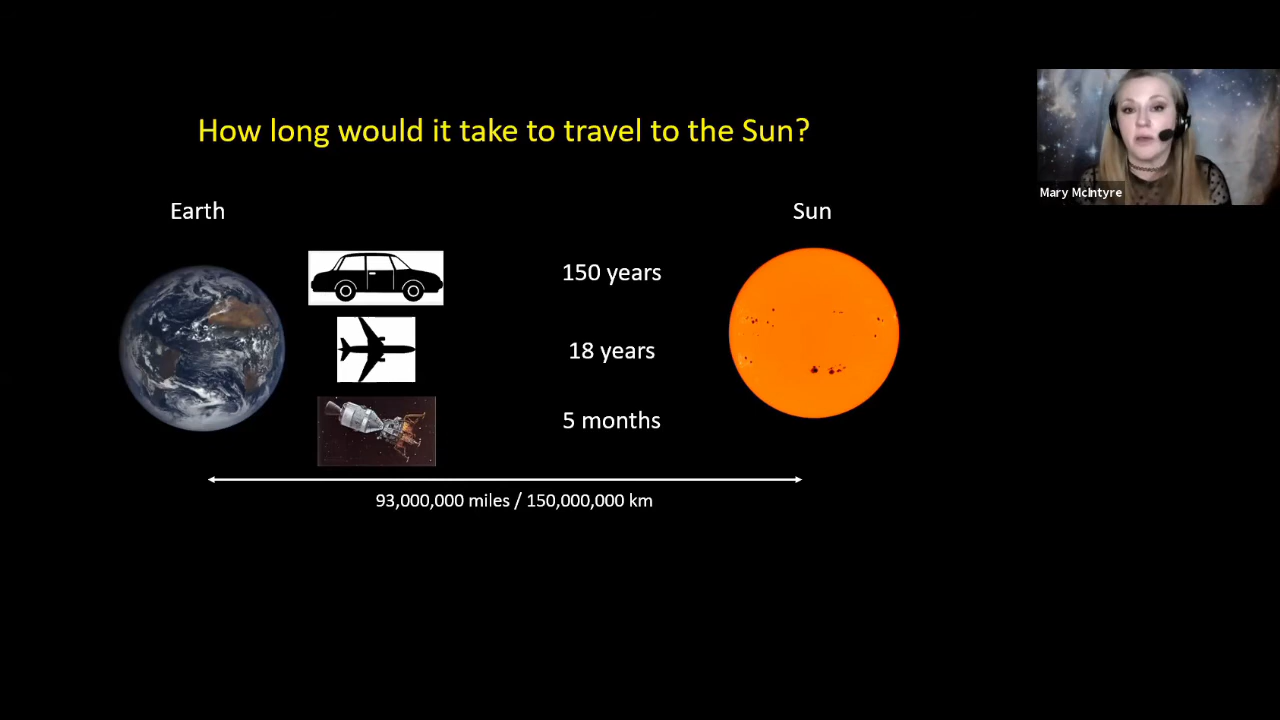 How long would it take to travel to the Sun?
Earth
Sun
150 years
18 years
5 months
93,000,000 miles / 150,000,000 km
Mary McIntyre